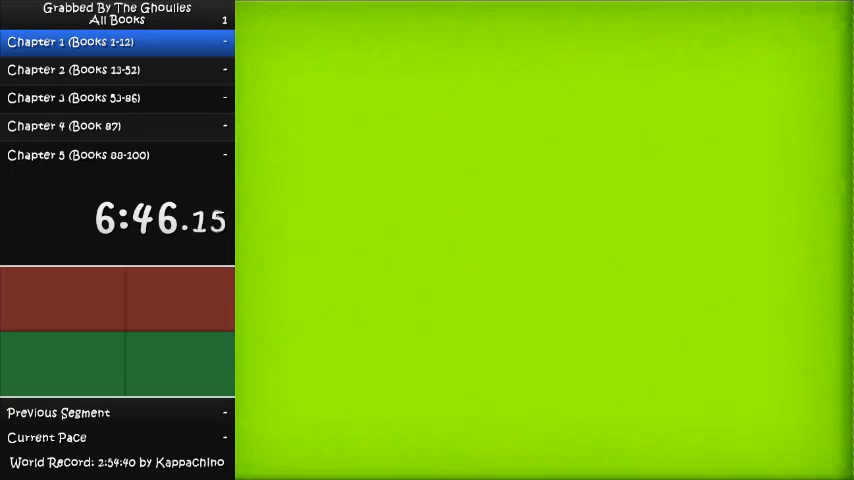 Grabbed By The Ghoulies
All Books 1
Chapter 1 (Books 1-12) -
Chapter 2 (Books 13-52) -
Chapter 3 (Books 53-86) -
Chapter 4 (Book 87) -
Chapter 5 (Books 88-100) -
6:46.15
Previous Segment -
Current Pace -
World Record: 2:54:40 by Kappachino